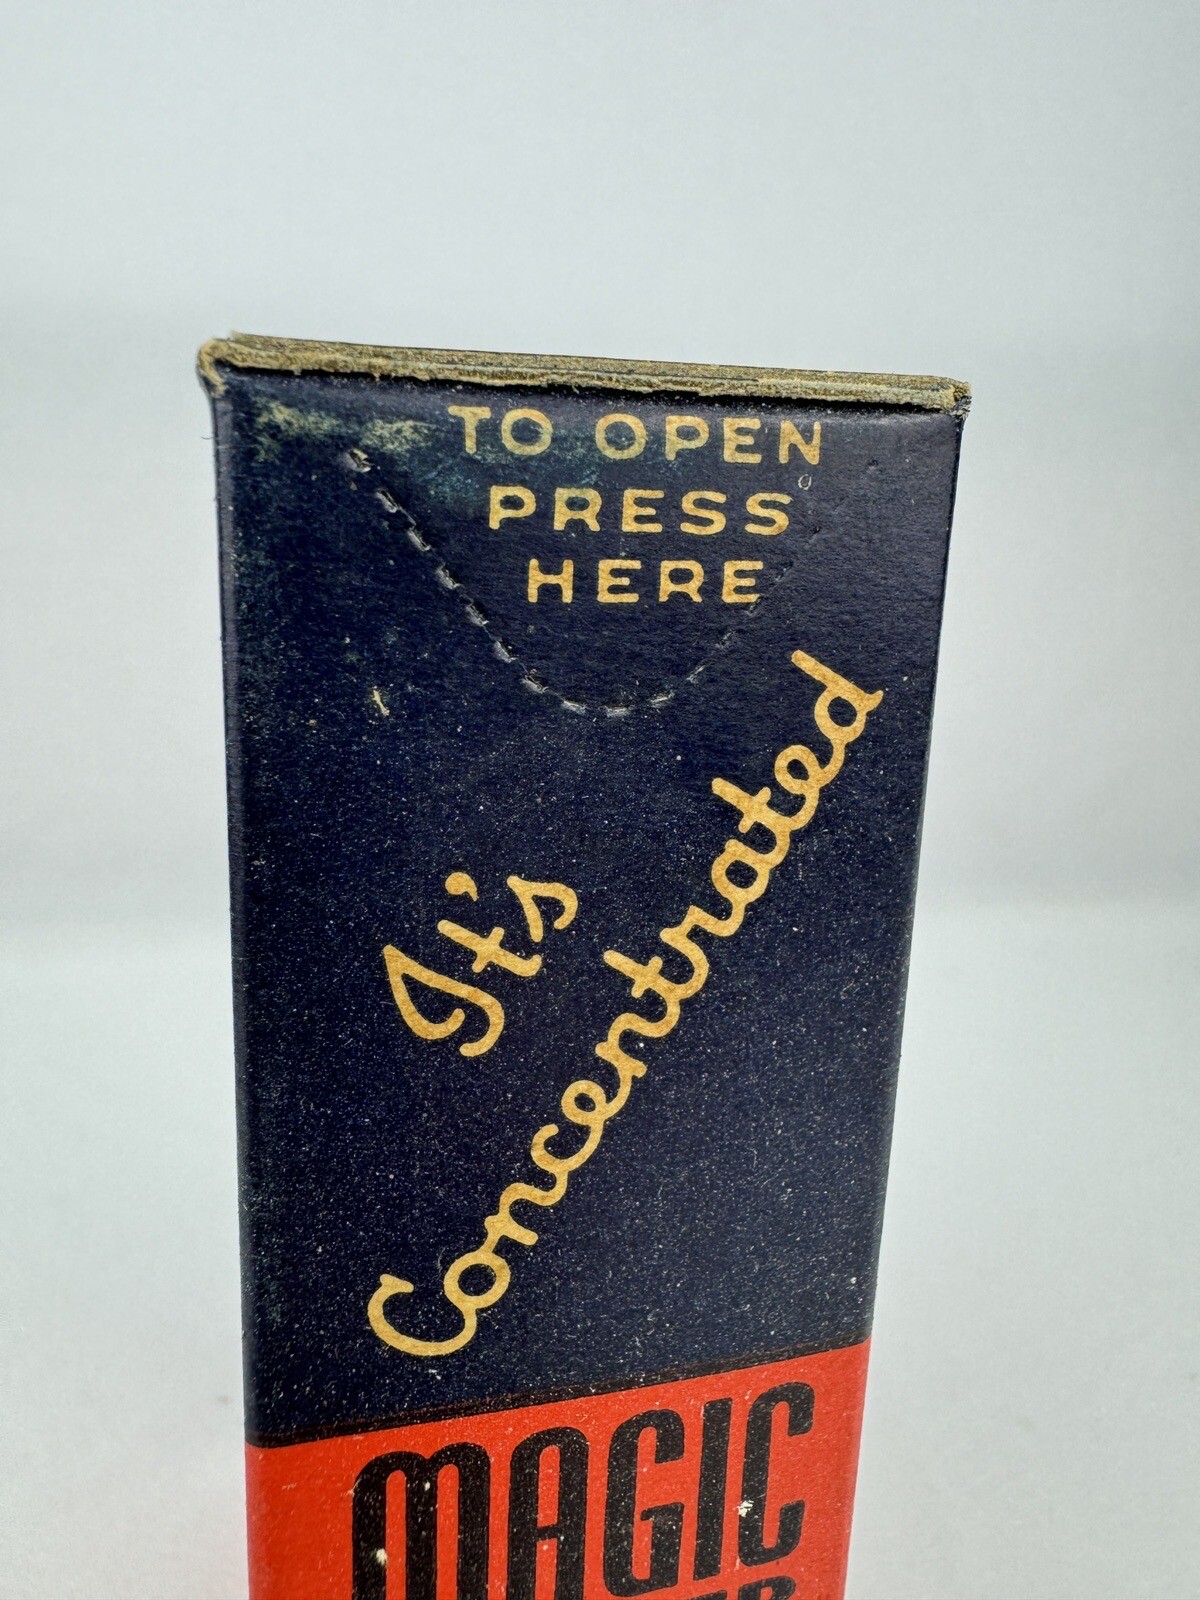 TO OPEN
PRESS
HERE
It's
Concentrated
MAGIC